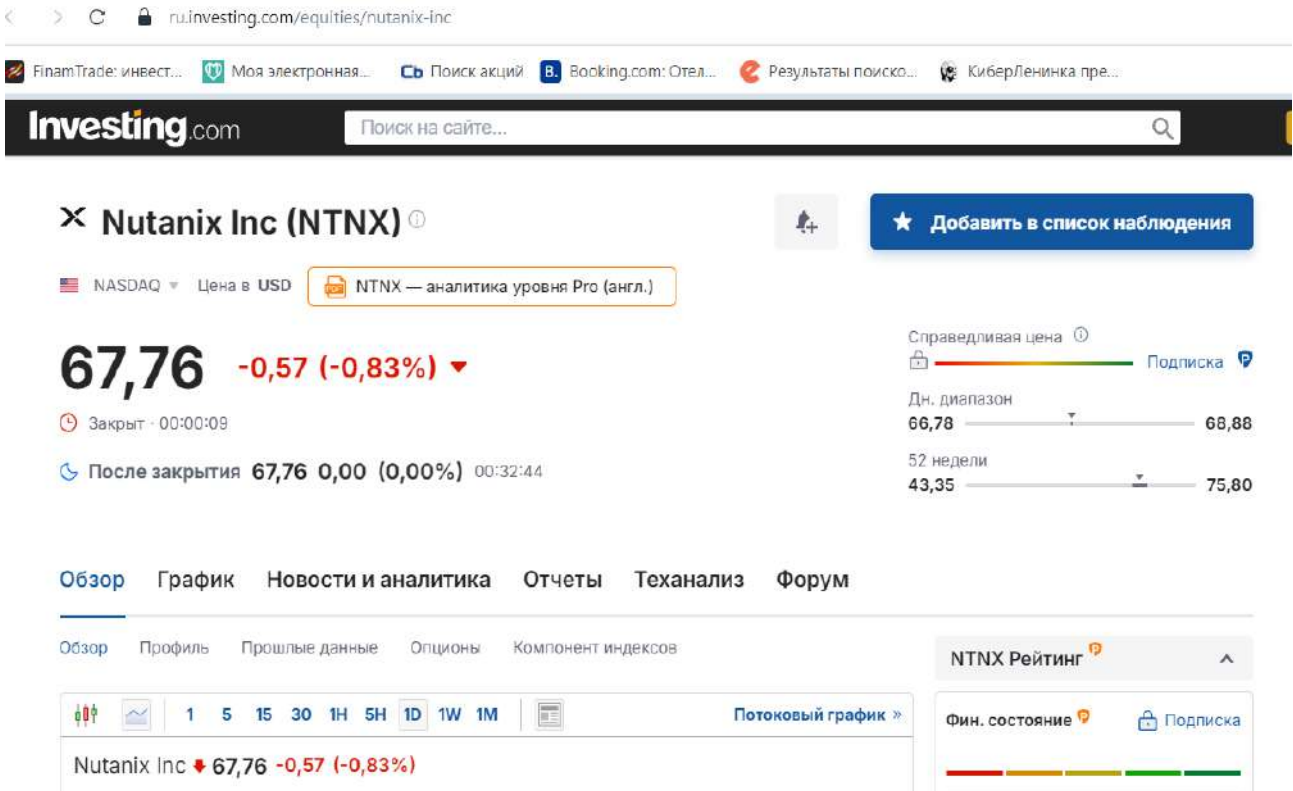 ru.investing.com/equities/nutanix-inc
FinamTrade: инвест... Моя электронная... Сb Поиск акций B. Booking.com: Отел... Результаты поиско... КиберЛенинка пре...
Investing.com Поиск на сайте...
Nutanix Inc (NTNX) Добавить в список наблюдения
NASDAQ Цена в USD NTNX — аналитика уровня Pro (англ.)
67,76 -0,57 (-0,83%)
Закрыт · 00:00:09
После закрытия 67,76 0,00 (0,00%) 00:32:44
Справедливая цена
Подписка
Дн. диапазон
66,78 68,88
52 недели
43,35 75,80
Обзор График Новости и аналитика Отчеты Теханализ Форум
Обзор Профиль Прошлые данные Опционы Компонент индексов
NTNX Рейтинг
1 5 15 30 1H 5H 1D 1W 1M Потоковый график »
Фин. состояние Подписка
Nutanix Inc 67,76 -0,57 (-0,83%)